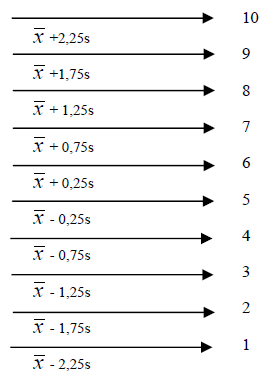 10
x̅ +2,25s
9
x̅ +1,75s
8
x̅ + 1,25s
7
x̅ + 0,75s
6
x̅ + 0,25s
5
x̅ - 0,25s
4
x̅ - 0,75s
3
x̅ - 1,25s
2
x̅ - 1,75s
1
x̅ - 2,25s